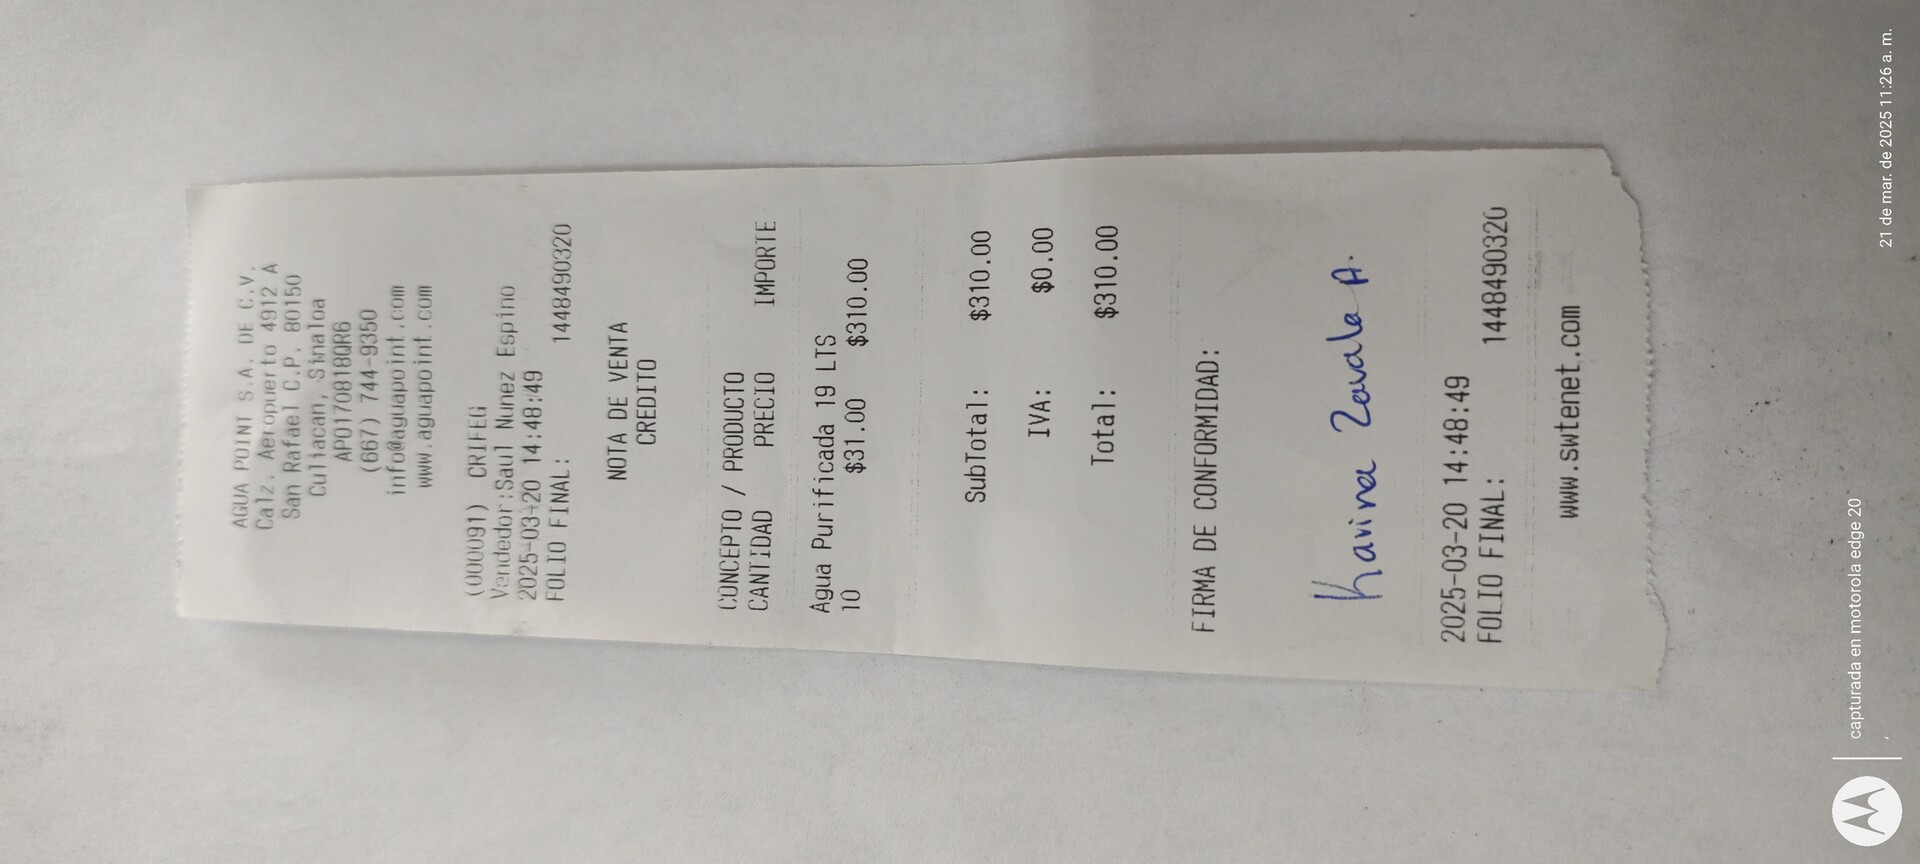 AGUA POINT S.A. DE C.V.
Calz. Aeropuerto 4912 A
San Rafael C.P. 80150
Culiacan, Sinaloa
APO170818QR6
(667) 744-9350
info@aguapoint.com
www.aguapoint.com
(000091) CRIFEG
Vendedor:Saul Nunez Espino
2025-03-20 14:48:49
FOLIO FINAL: 1448490320
NOTA DE VENTA
CREDITO
CONCEPTO / PRODUCTO
CANTIDAD PRECIO IMPORTE
Agua Purificada 19 LTS
10 $31.00 $310.00
SubTotal: $310.00
IVA: $0.00
Total: $310.00
FIRMA DE CONFORMIDAD:
Karina Zavala A.
2025-03-20 14:48:49
FOLIO FINAL: 1448490320
www.swtenet.com
capturada en motorola edge 20
, 21 de mar. de 2025 11:26 a. m.